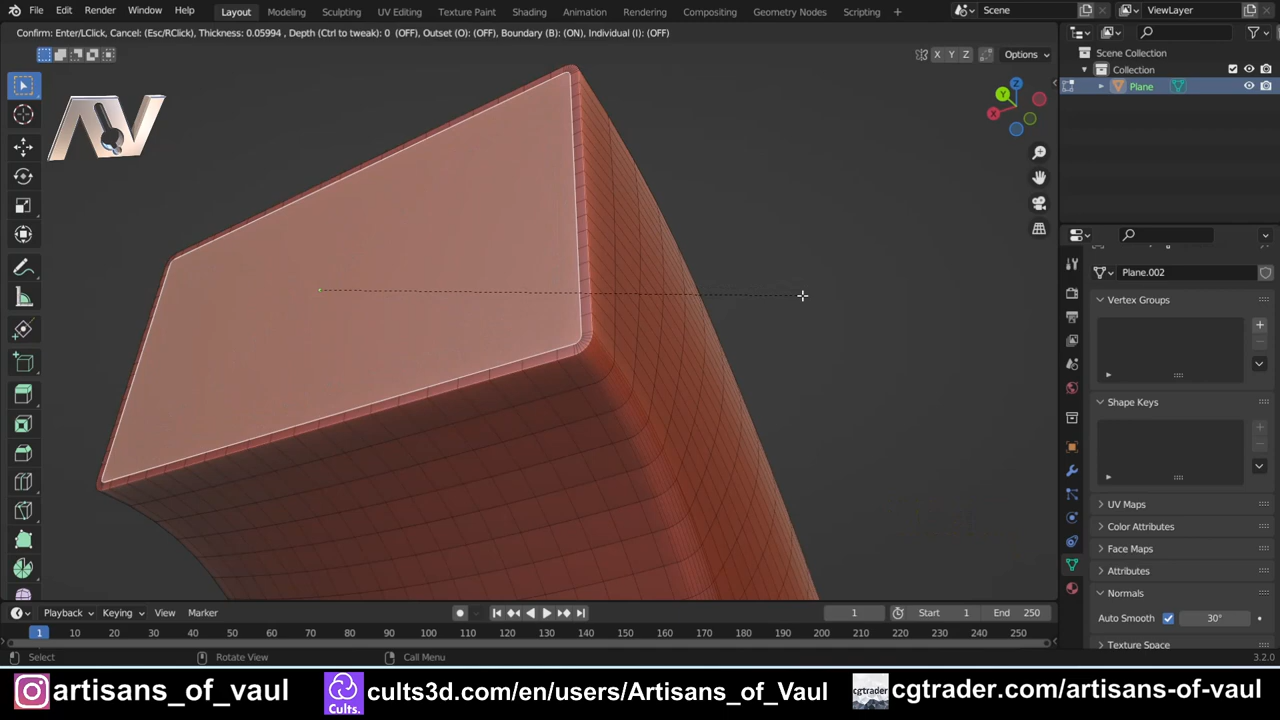 File Edit Render Window Help Layout Modeling Sculpting UV Editing Texture Paint Shading Animation Rendering Compositing Geometry Nodes Scripting + Scene ViewLayer
Confirm: Enter/LClick, Cancel: (Esc/RClick), Thickness: 0.05994 , Depth (Ctrl to tweak): 0 (OFF), Outset (O): (OFF), Boundary (B): (ON), Individual (I): (OFF)
X Y Z Options
Scene Collection
Collection
Plane
Z
Y
X
AV
Plane.002
Vertex Groups
Shape Keys
UV Maps
Color Attributes
Face Maps
Attributes
Normals
Auto Smooth 30°
Texture Space
Playback Keying View Marker 1 Start 1 End 250
1 10 20 30 40 50 60 70 80 90 100 110 120 130 140 150 160 170 180 190 200 210 220 230 240 250
Select Rotate View Call Menu 3.2.0
artisans_of_vaul Cults. cults3d.com/en/users/Artisans_of_Vaul cgtrader.com/artisans-of-vaul